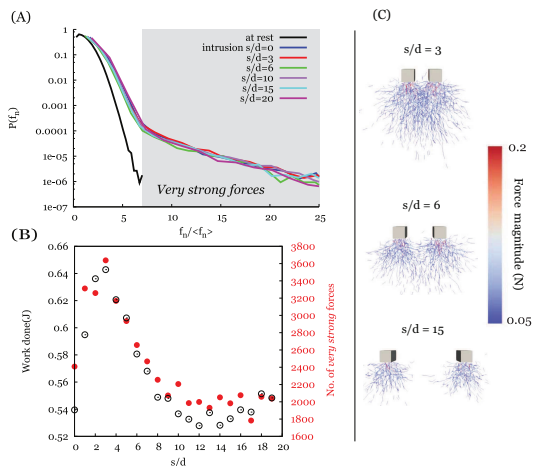 (A)
1
0.1
0.01
0.001
0.0001
1e-05
1e-06
1e-07
P(fn)
at rest
intrusion s/d=0
s/d=3
s/d=6
s/d=10
s/d=15
s/d=20
Very strong forces
0 5 10 15 20 25
fn/<fn>
(B)
0.66
0.64
0.62
0.6
0.58
0.56
0.54
0.52
Work done(J)
3800
3600
3400
3200
3000
2800
2600
2400
2200
2000
1800
1600
No. of very strong forces
0 2 4 6 8 10 12 14 16 18 20
s/d
(C)
s/d = 3
s/d = 6
s/d = 15
0.2
Force magnitude (N)
0.05